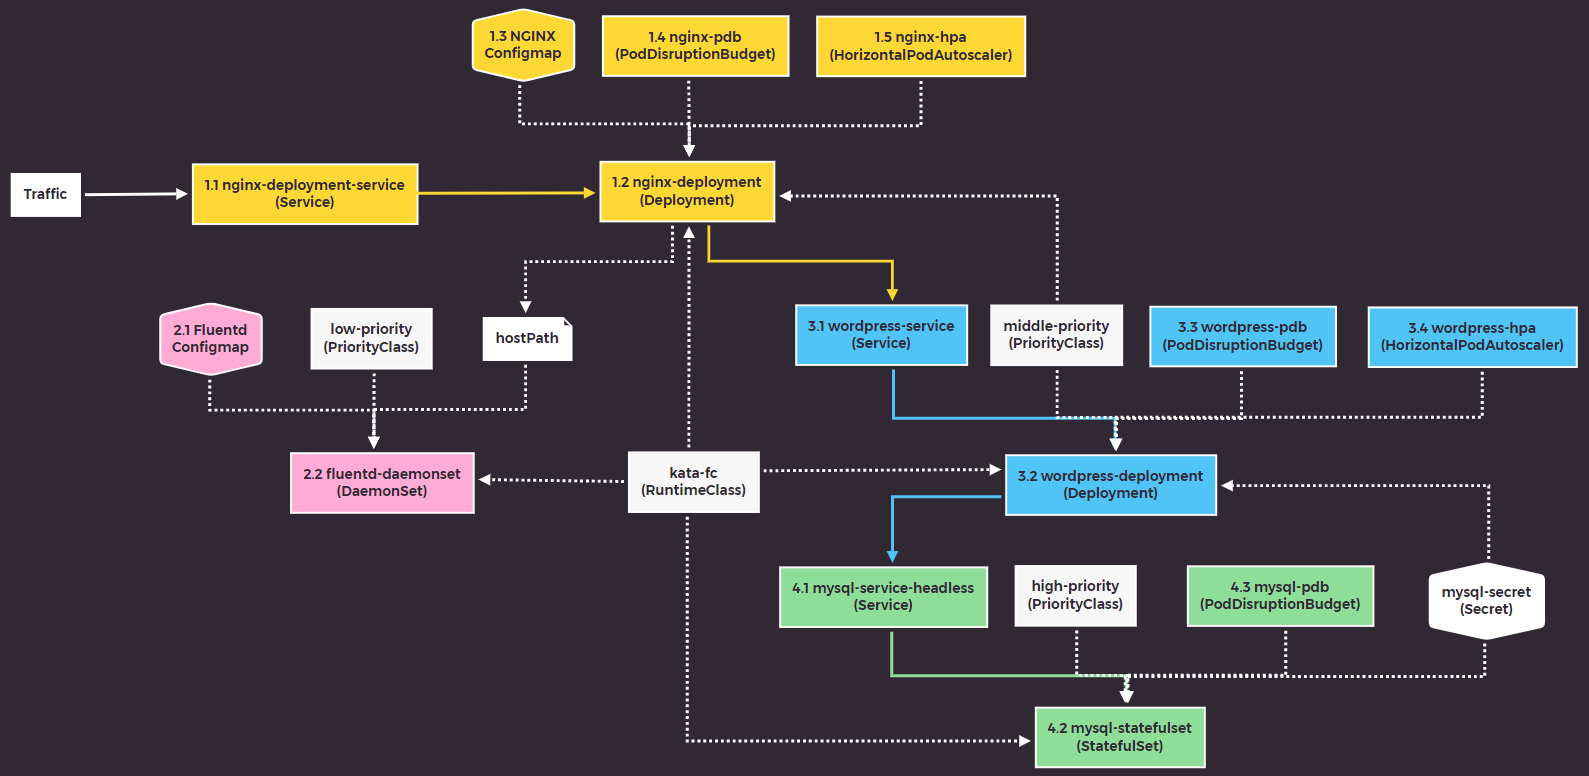 1.3 NGINX
Configmap
1.4 nginx-pdb
(PodDisruptionBudget)
1.5 nginx-hpa
(HorizontalPodAutoscaler)
Traffic
1.1 nginx-deployment-service
(Service)
1.2 nginx-deployment
(Deployment)
2.1 Fluentd
Configmap
low-priority
(PriorityClass)
hostPath
3.1 wordpress-service
(Service)
middle-priority
(PriorityClass)
3.3 wordpress-pdb
(PodDisruptionBudget)
3.4 wordpress-hpa
(HorizontalPodAutoscaler)
2.2 fluentd-daemonset
(DaemonSet)
kata-fc
(RuntimeClass)
3.2 wordpress-deployment
(Deployment)
4.1 mysql-service-headless
(Service)
high-priority
(PriorityClass)
4.3 mysql-pdb
(PodDisruptionBudget)
mysql-secret
(Secret)
4.2 mysql-statefulset
(StatefulSet)